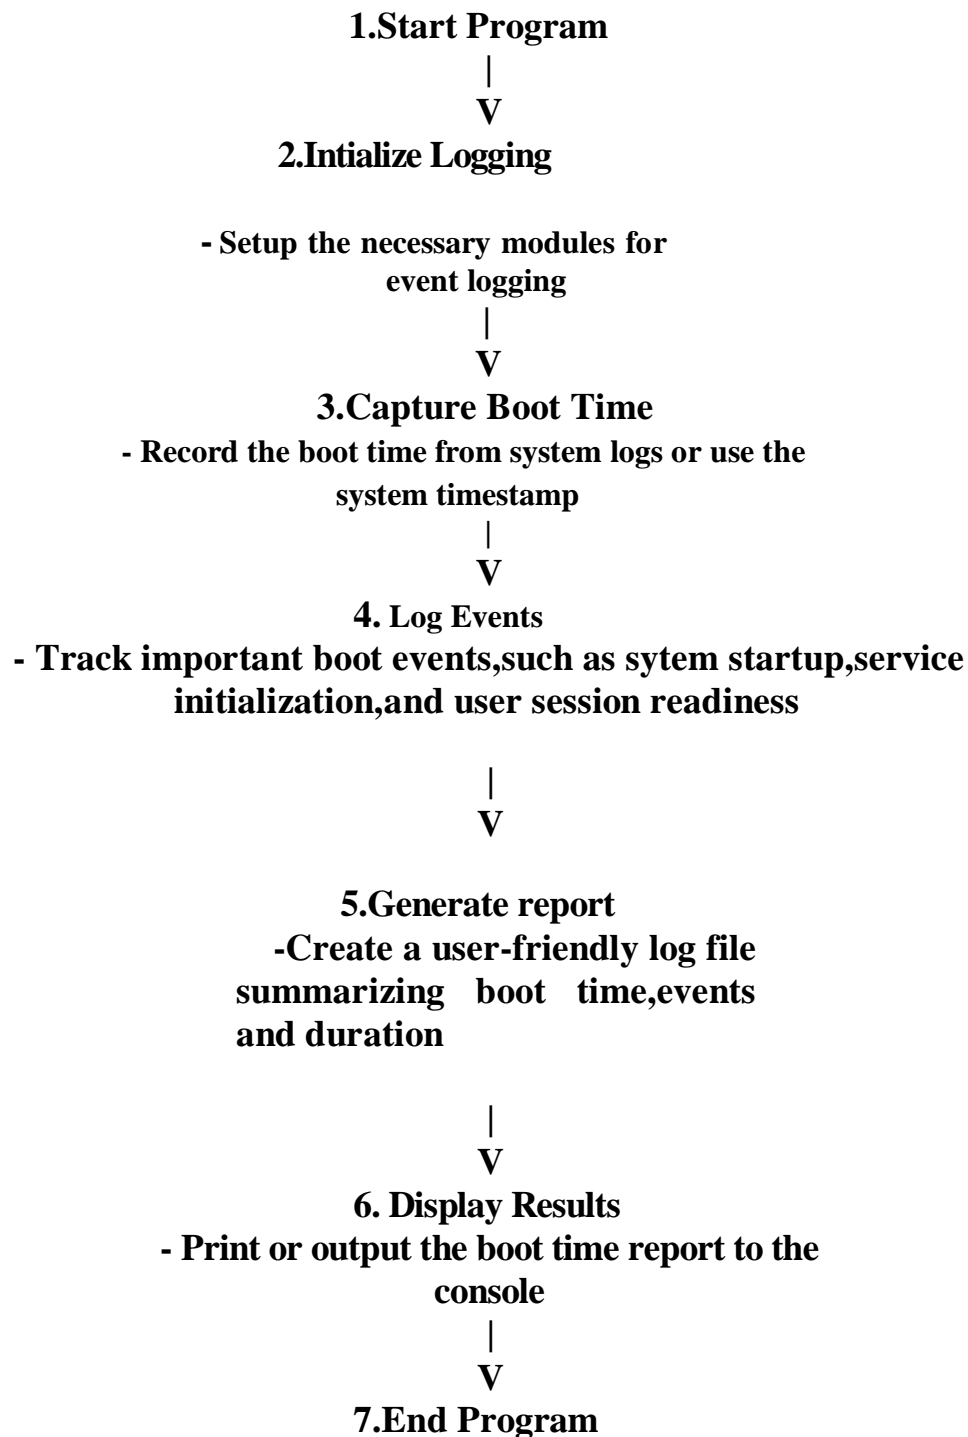 1.Start Program
|
V
2.Intialize Logging
- Setup the necessary modules for
event logging
|
V
3.Capture Boot Time
- Record the boot time from system logs or use the
system timestamp
|
V
4. Log Events
- Track important boot events,such as sytem startup,service
initialization,and user session readiness
|
V
5.Generate report
-Create a user-friendly log file
summarizing boot time,events
and duration
|
V
6. Display Results
- Print or output the boot time report to the
console
|
V
7.End Program